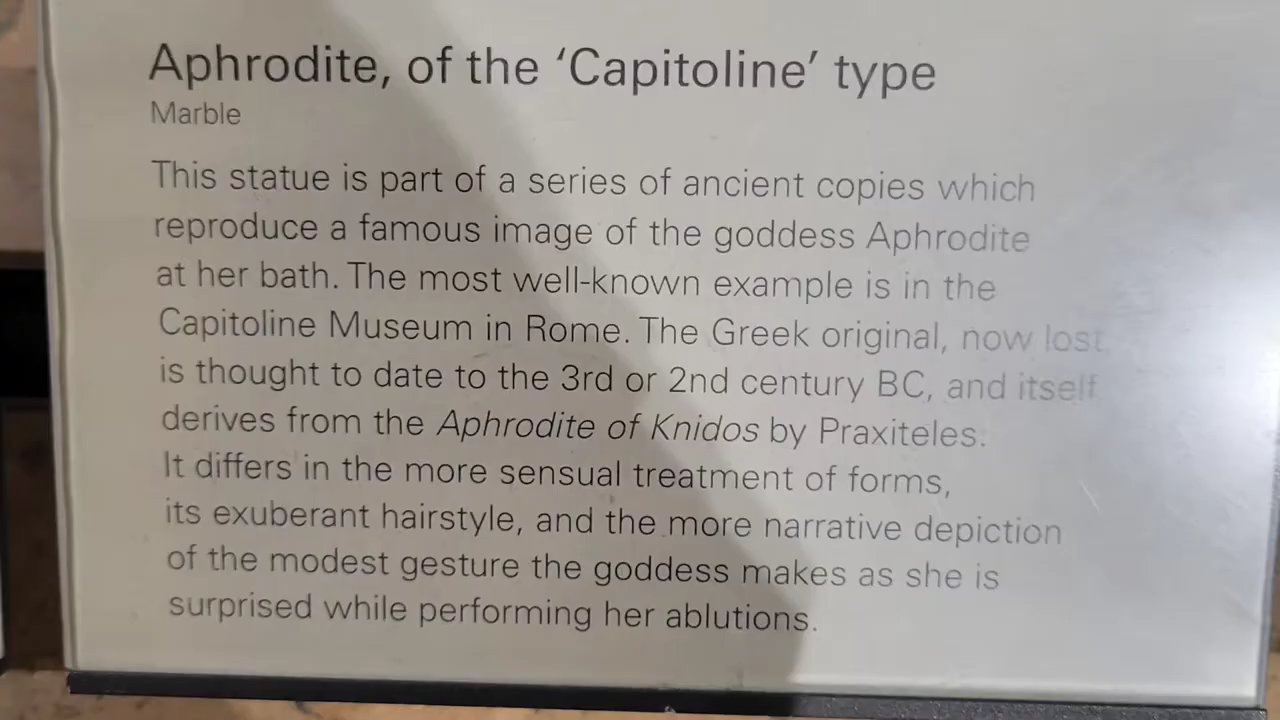 Aphrodite, of the ‘Capitoline’ type
Marble
This statue is part of a series of ancient copies which
reproduce a famous image of the goddess Aphrodite
at her bath. The most well-known example is in the
Capitoline Museum in Rome. The Greek original, now lost,
is thought to date to the 3rd or 2nd century BC, and itself
derives from the Aphrodite of Knidos by Praxiteles.
It differs in the more sensual treatment of forms,
its exuberant hairstyle, and the more narrative depiction
of the modest gesture the goddess makes as she is
surprised while performing her ablutions.